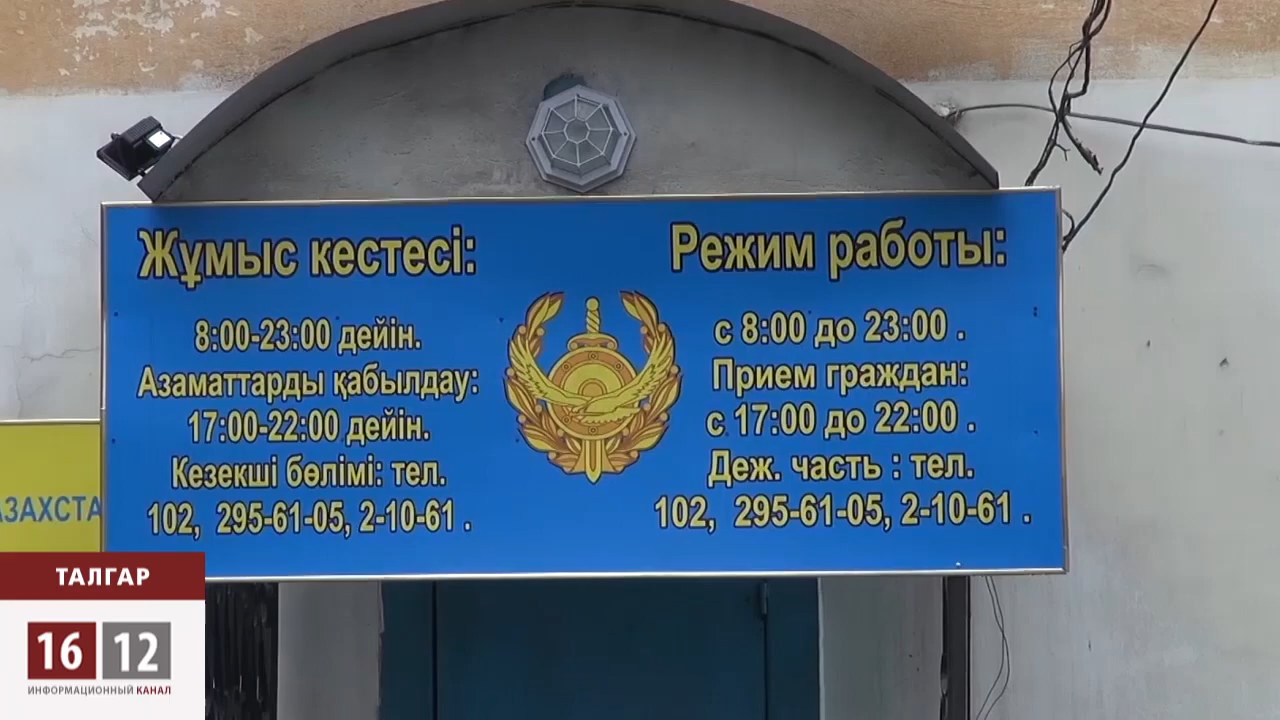 Жұмыс кестесі:
8:00-23:00 дейін.
Азаматтарды қабылдау:
17:00-22:00 дейін.
Кезекші бөлімі: тел.
102, 295-61-05, 2-10-61 .
Режим работы:
с 8:00 до 23:00 .
Прием граждан:
с 17:00 до 22:00 .
Деж. часть : тел.
102, 295-61-05, 2-10-61 .
АЗАХСТА
ТАЛГАР
16 12
ИНФОРМАЦИОННЫЙ КАНАЛ